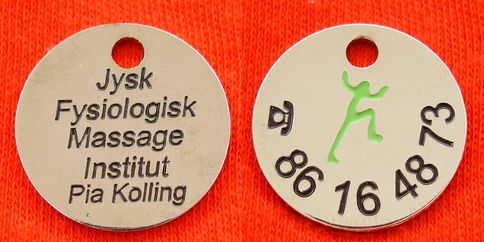 Jysk
Fysiologisk
Massage
Institut
Pia Kolling
86 16 48 73